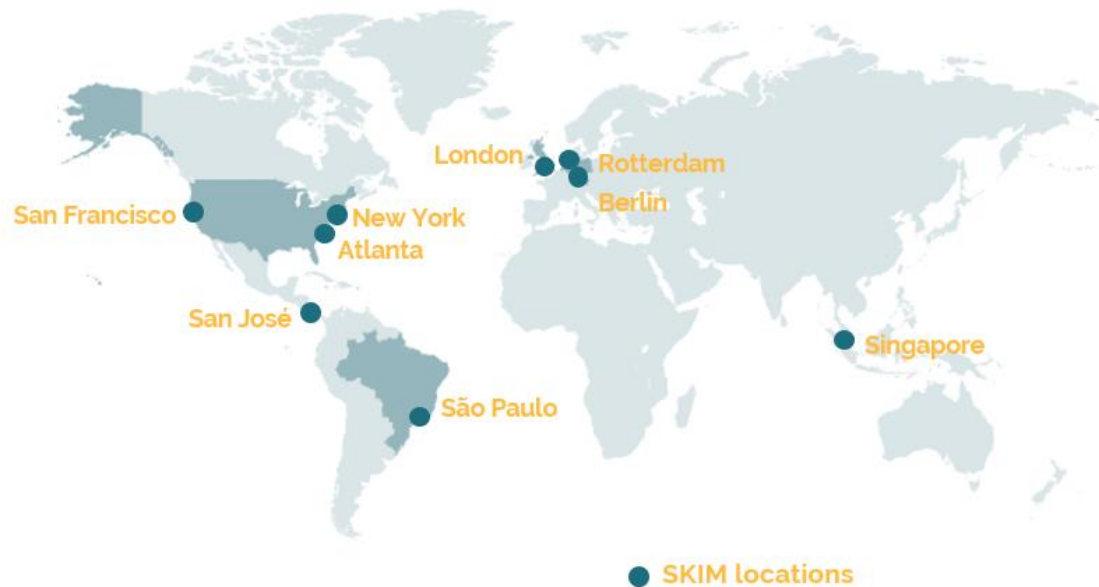 London
Rotterdam
Berlin
San Francisco
New York
Atlanta
San José
Singapore
São Paulo
SKIM locations